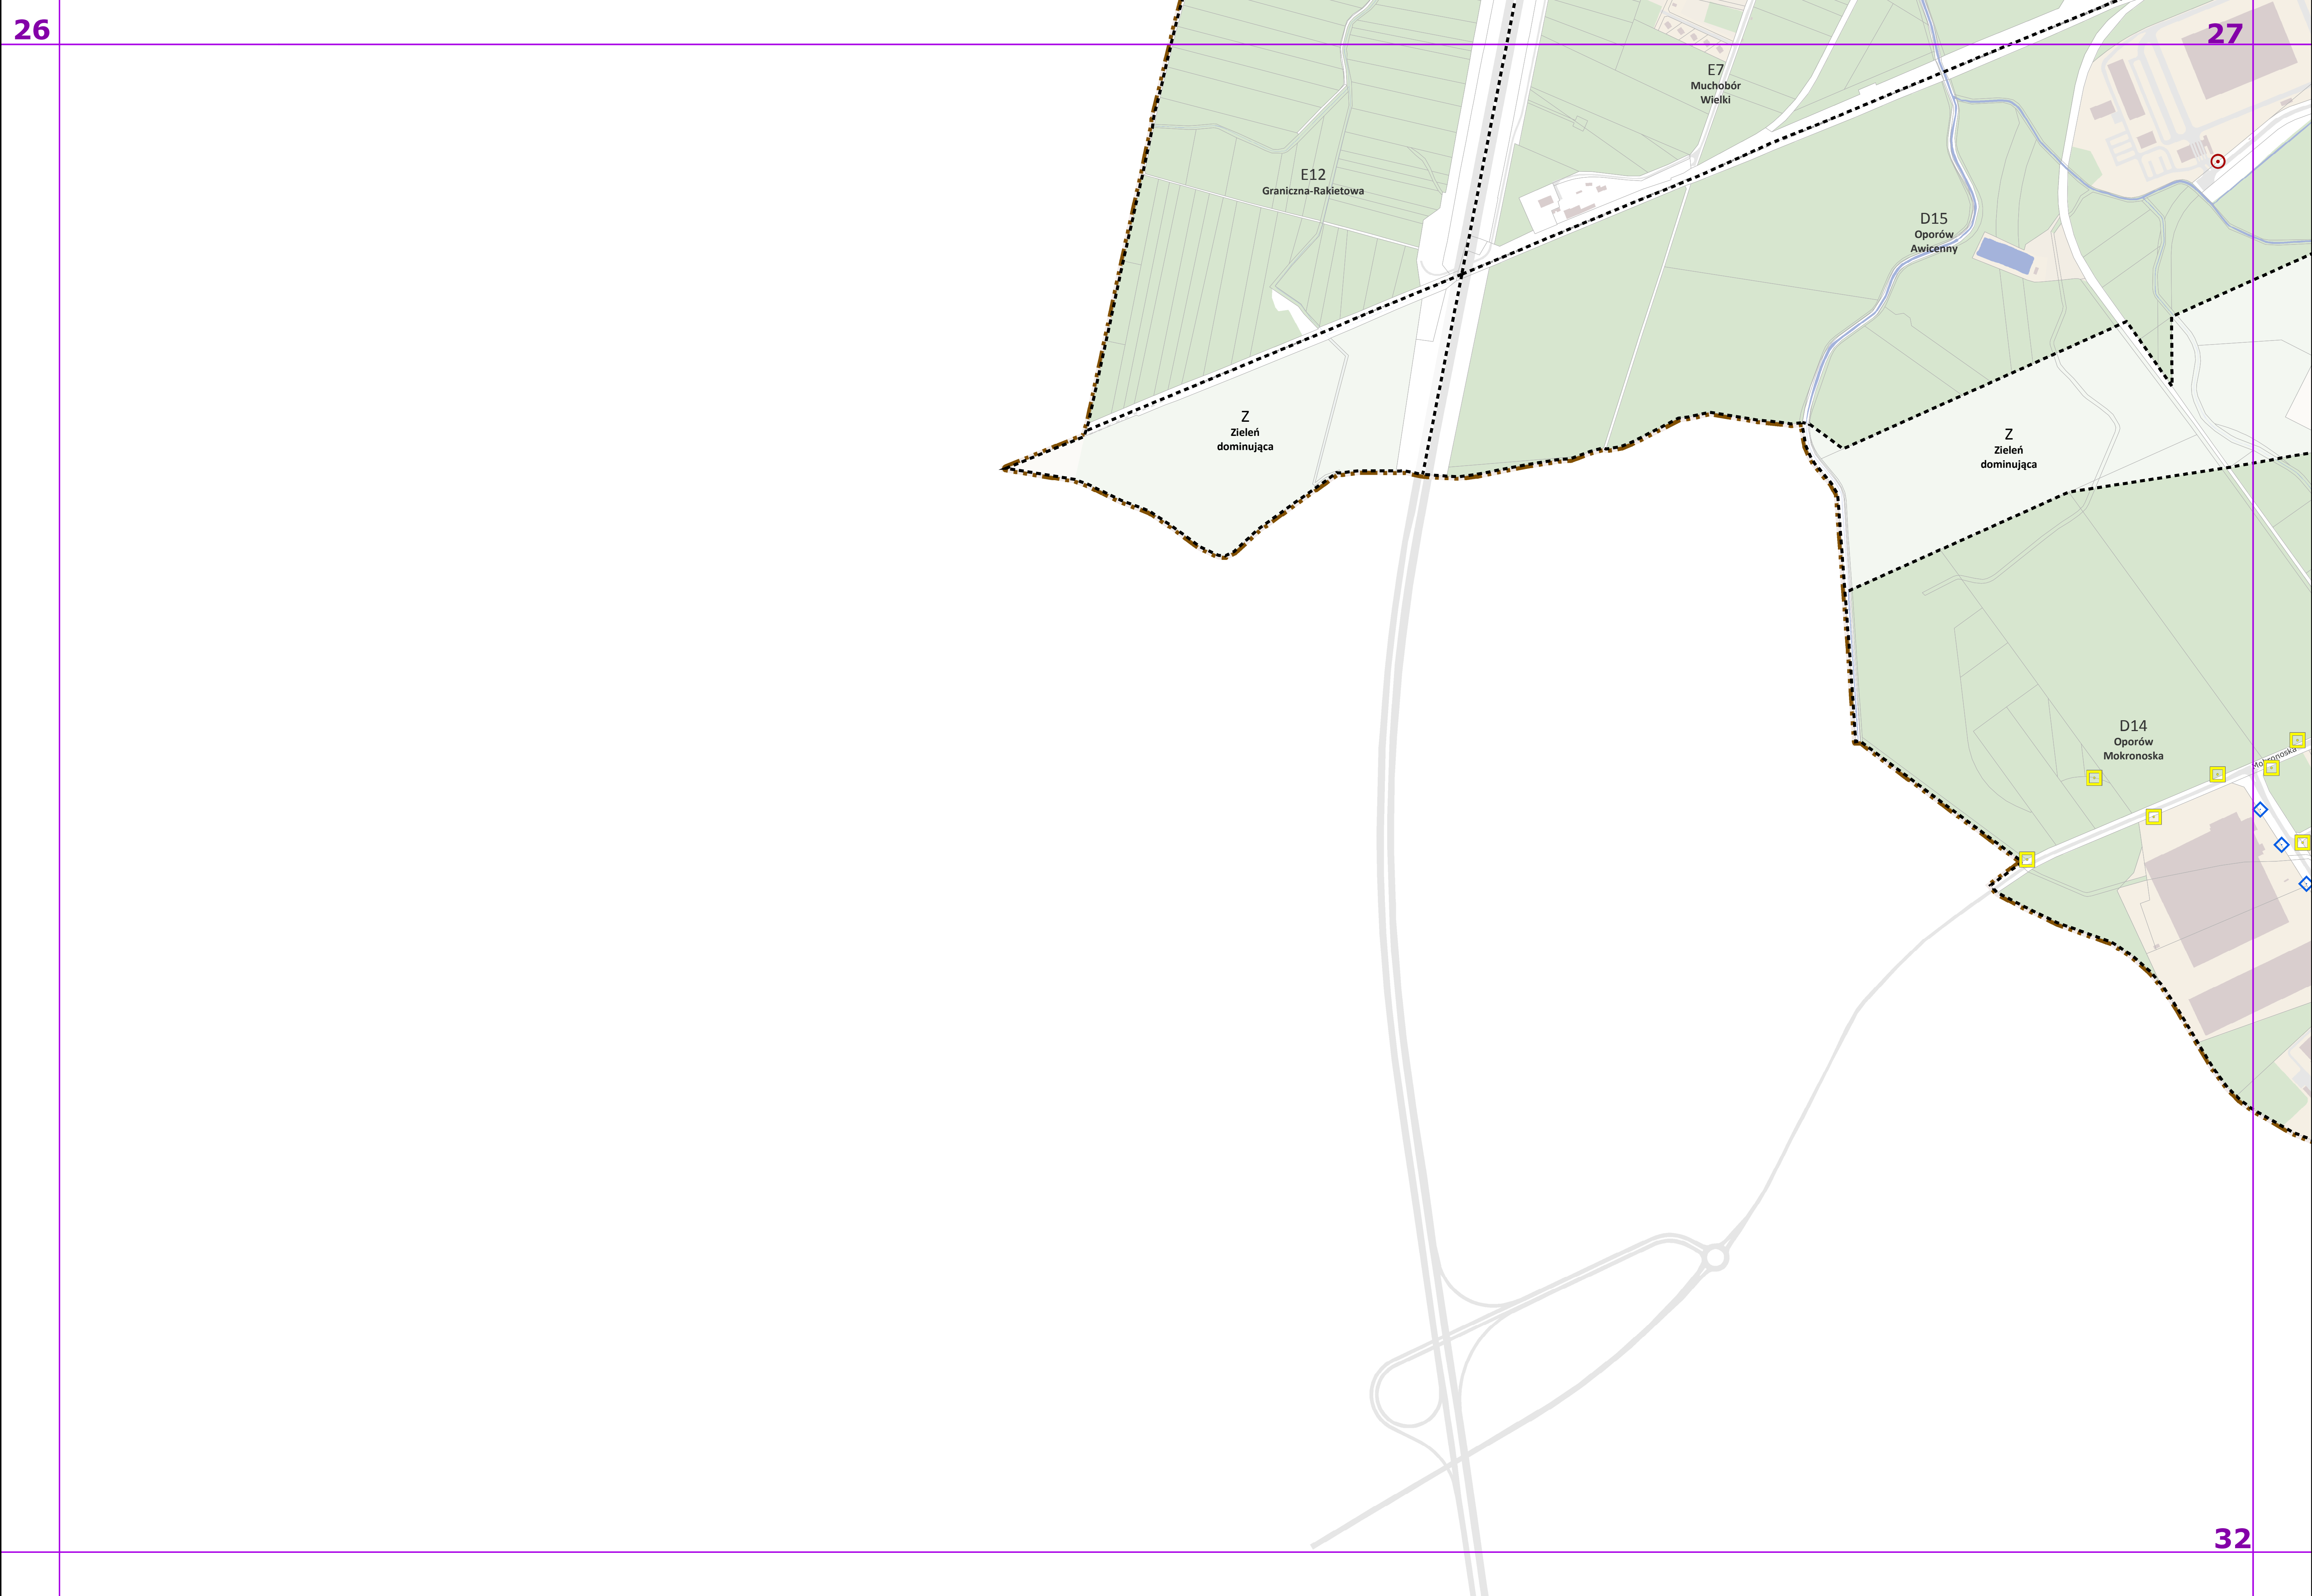 26
27
E7
Muchobór
Wielki
E12
Graniczna-Rakietowa
D15
Oporów
Awicenny
Z
Zieleń
dominująca
Z
Zieleń
dominująca
D14
Oporów
Mokronoska
Mokronoska
32